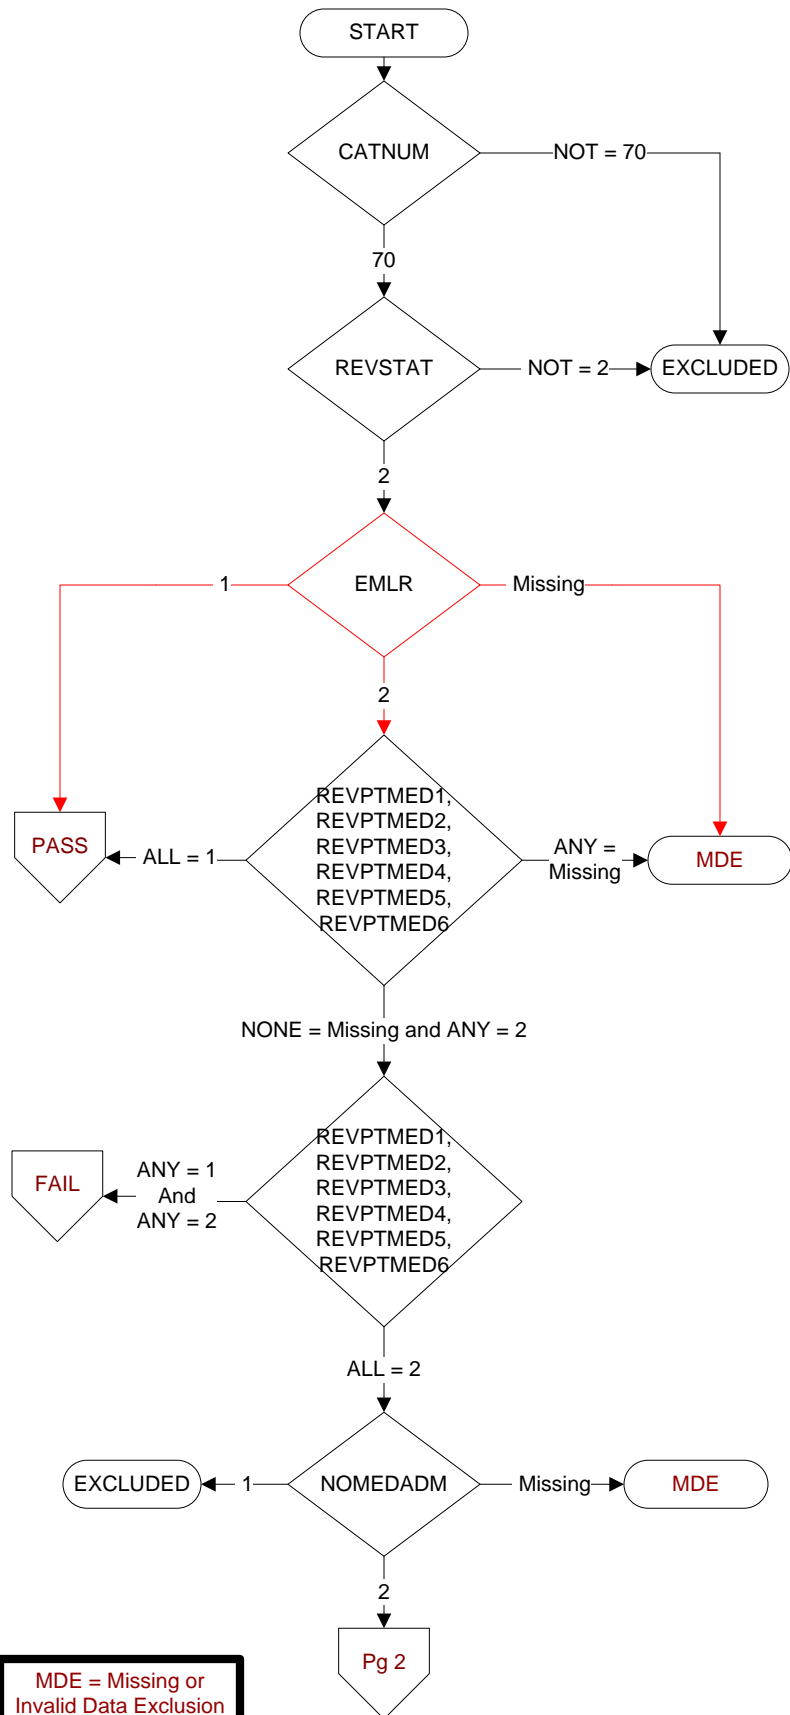 START
CATNUM
NOT = 70
70
REVSTAT
NOT = 2
EXCLUDED
2
EMLR
1
Missing
2
REVPTMED1,
REVPTMED2,
REVPTMED3,
REVPTMED4,
REVPTMED5,
REVPTMED6
PASS
ALL = 1
ANY =
Missing
MDE
NONE = Missing and ANY = 2
REVPTMED1,
REVPTMED2,
REVPTMED3,
REVPTMED4,
REVPTMED5,
REVPTMED6
FAIL
ANY = 1
And
ANY = 2
ALL = 2
EXCLUDED
1
NOMEDADM
Missing
MDE
2
Pg 2
MDE = Missing or
Invalid Data Exclusion